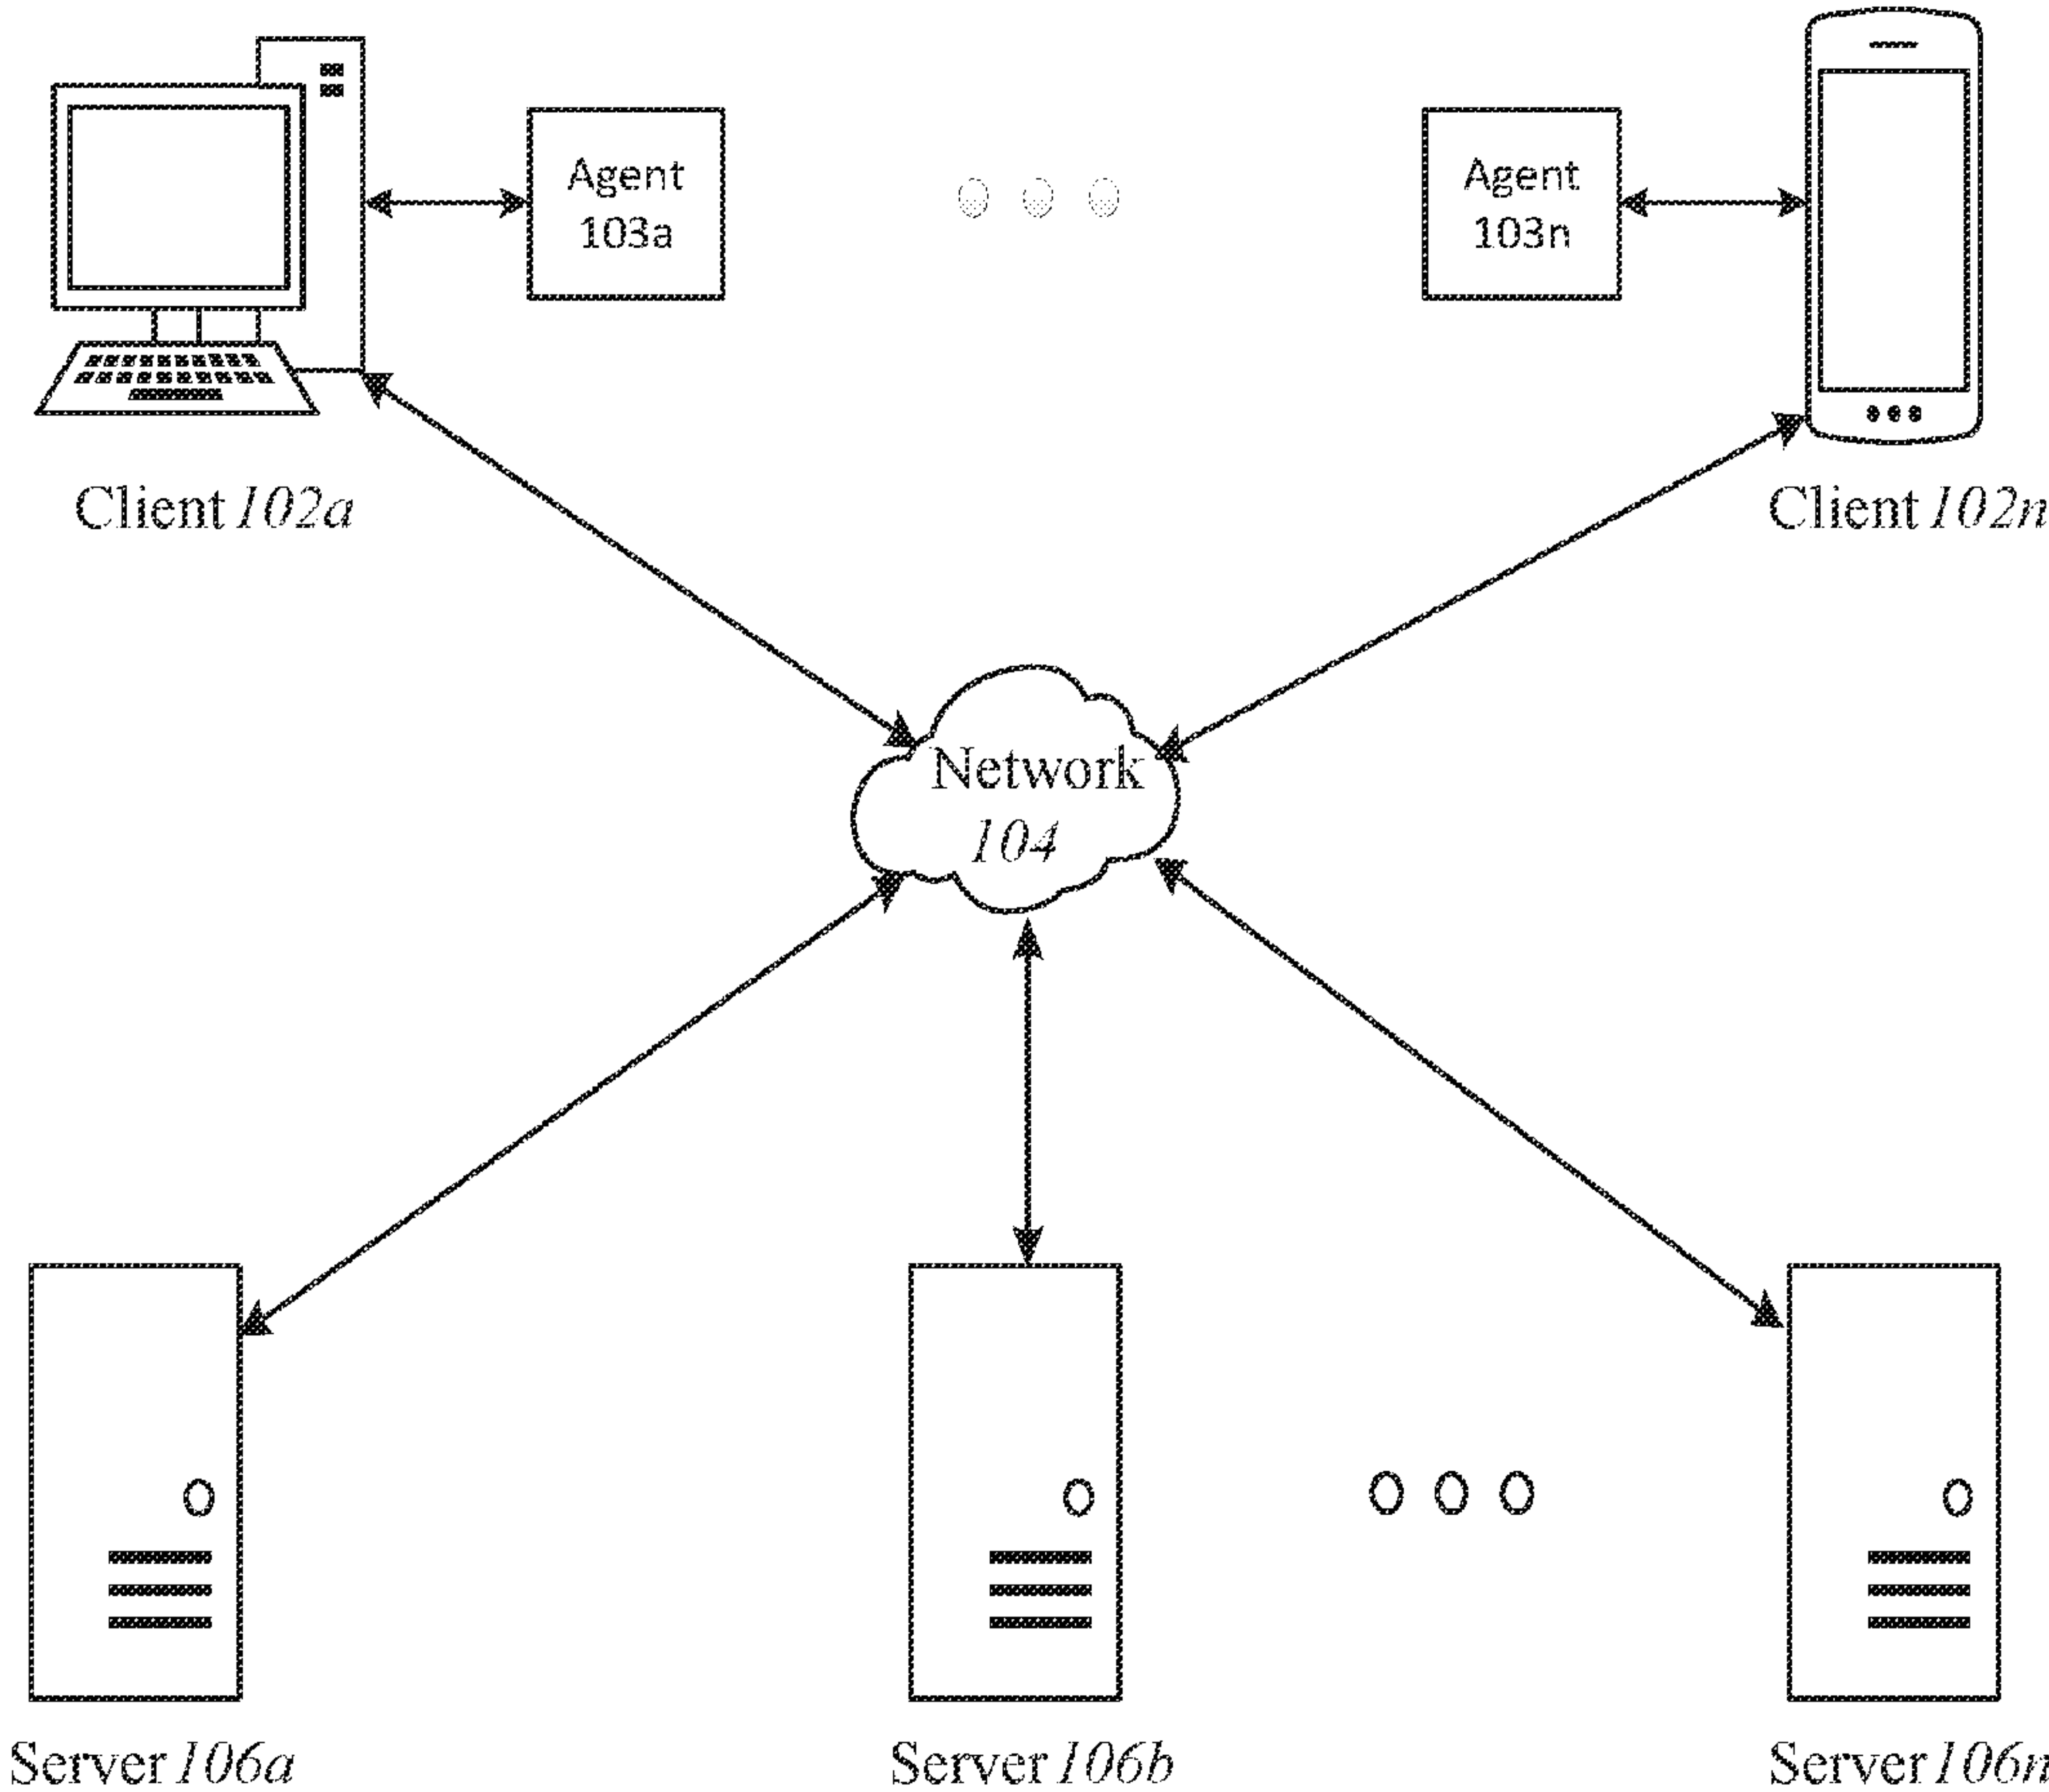 Agent
103a
Agent
103n
Client 102a
Client 102n
Network
104
Server 106a
Server 106b
Server 106n